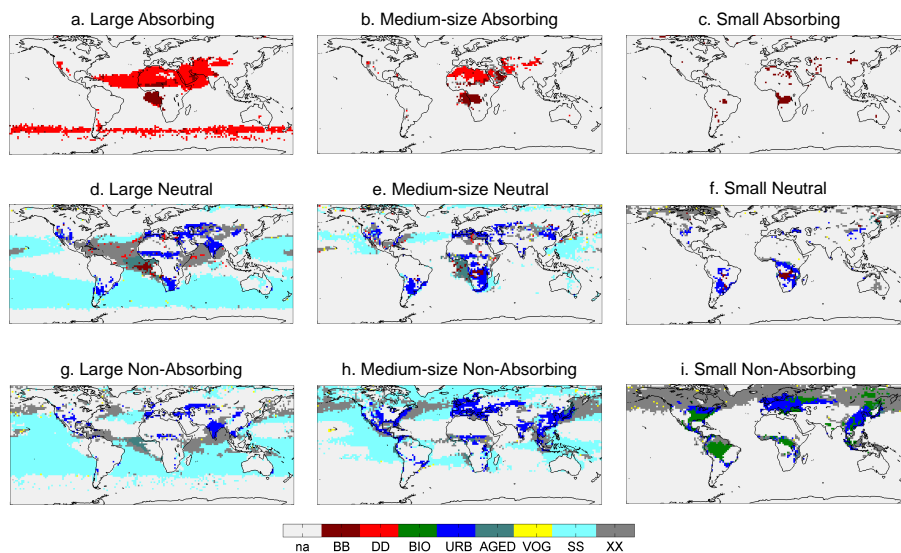 a. Large Absorbing
b. Medium-size Absorbing
c. Small Absorbing
d. Large Neutral
e. Medium-size Neutral
f. Small Neutral
g. Large Non-Absorbing
h. Medium-size Non-Absorbing
i. Small Non-Absorbing
na BB DD BIO URB AGED VOG SS XX